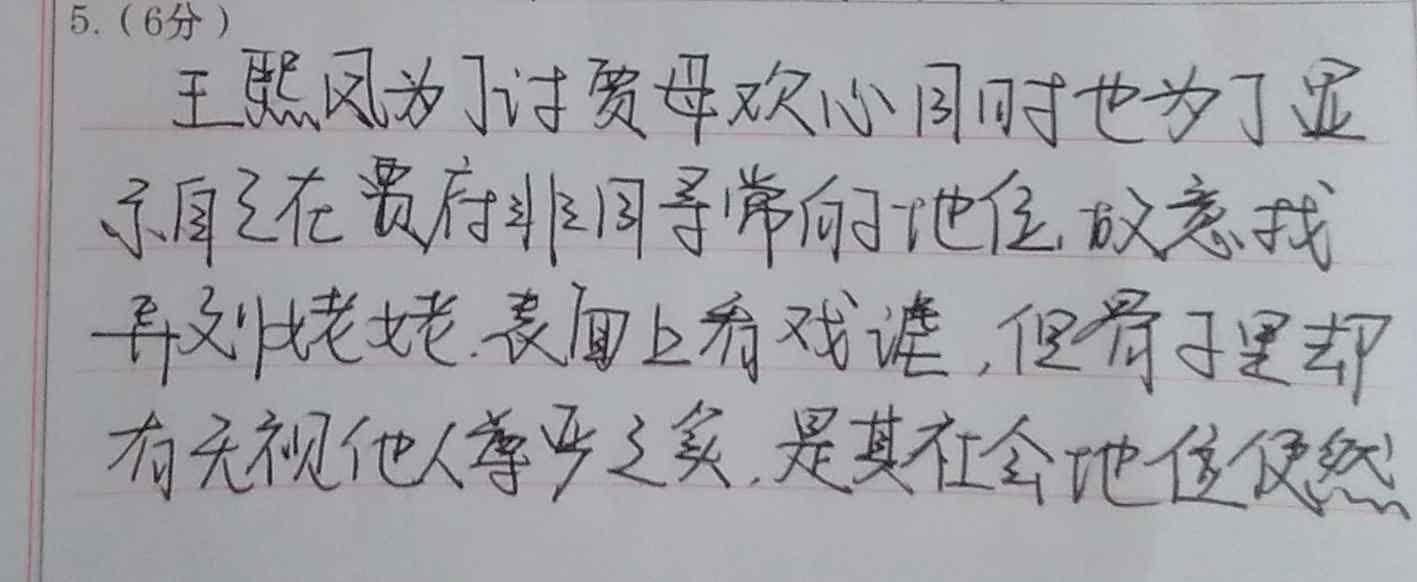 5.(6分)
王熙凤为了讨贾母欢心同时也为了显
示自己在贾府非同寻常的地位,故意找
弄刘姥姥.表面上看戏谑,但骨子里却
有无视他人尊严之实.是其社会地位使然